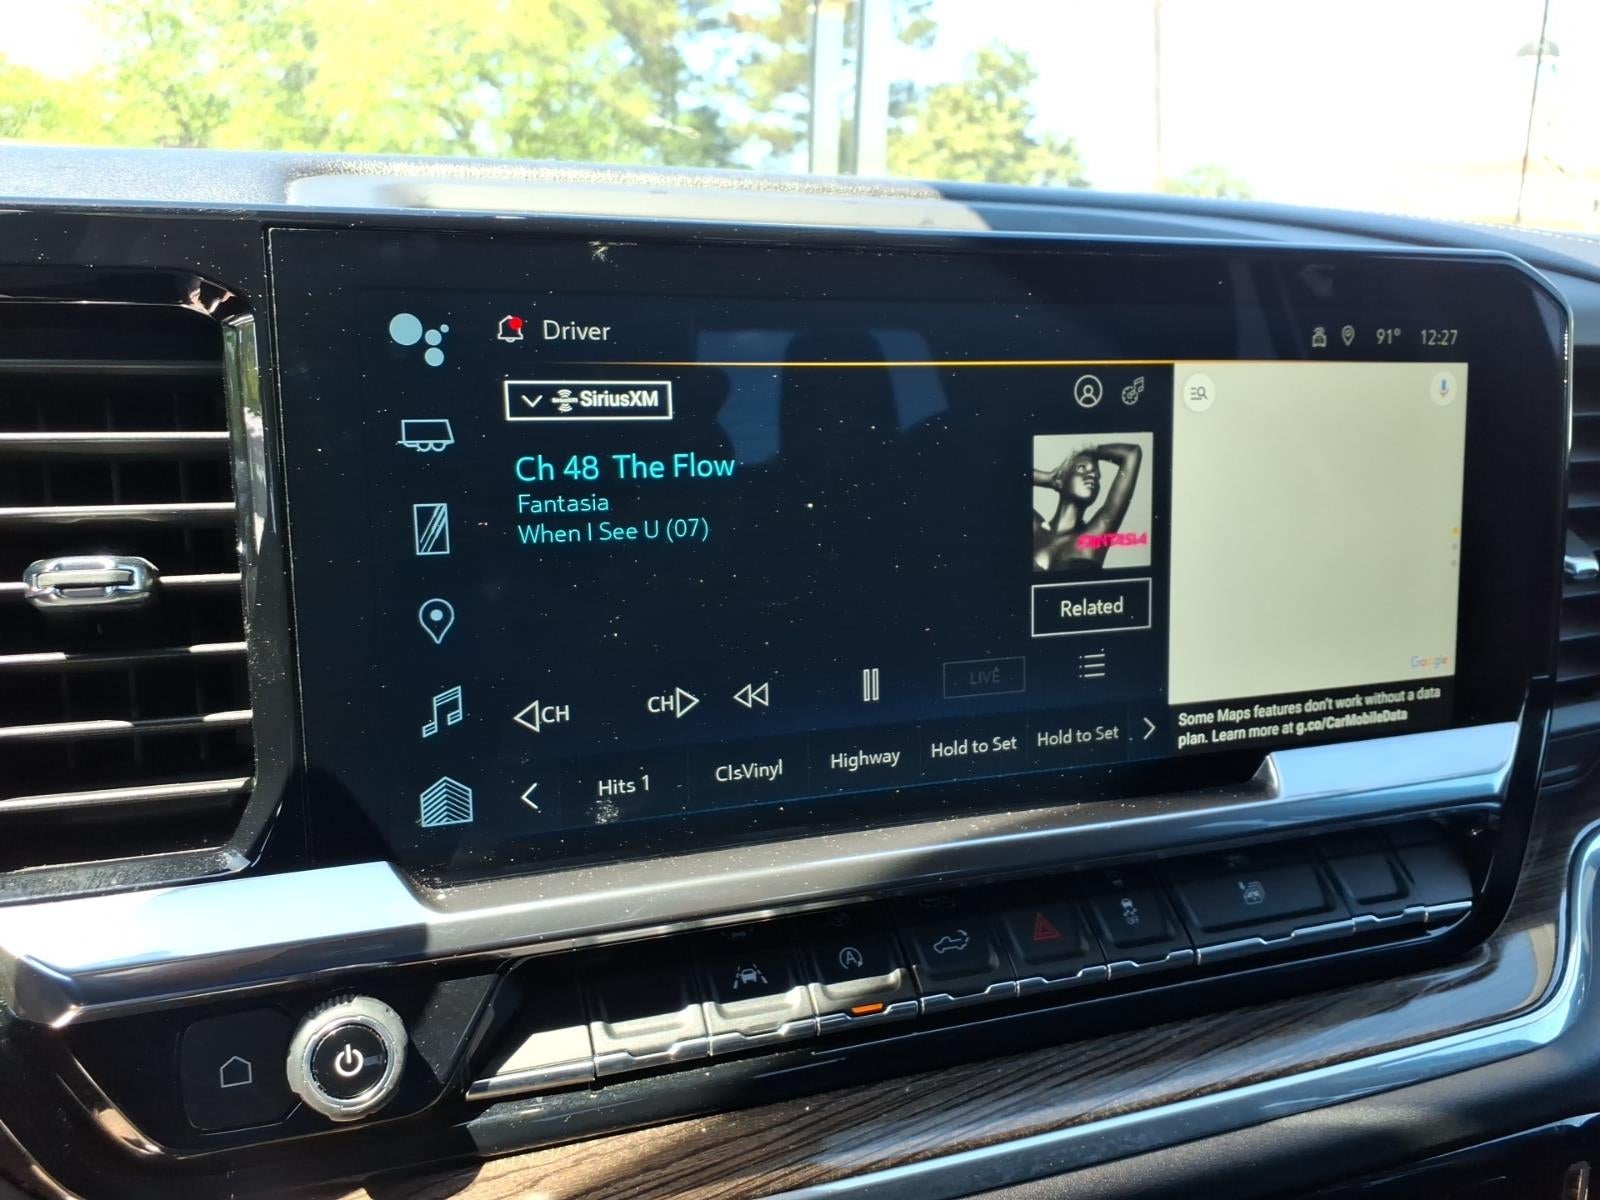 Driver
91° 12:27
SiriusXM
Ch 48 The Flow
Fantasia
When I See U (07)
FANTASIA
Related
CH
CH
LIVE
Hits 1
ClsVinyl
Highway
Hold to Set
Hold to Set
Google
Some Maps features don't work without a data
plan. Learn more at g.co/CarMobileData
A